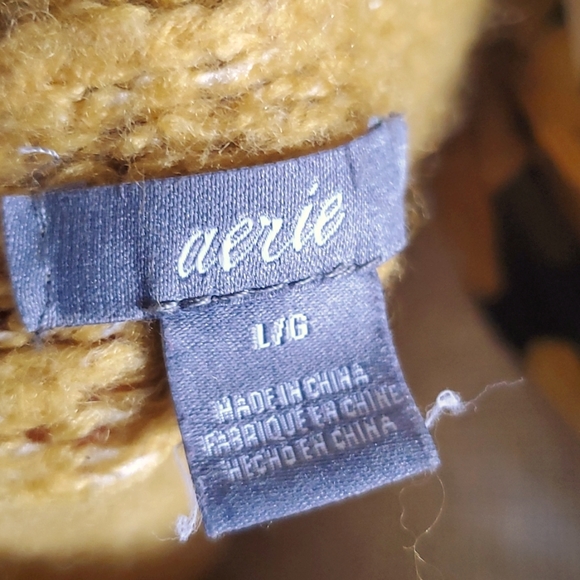 aerie
L/G
MADE IN CHINA
FABRIQUE EN CHINE
HECHO EN CHINA